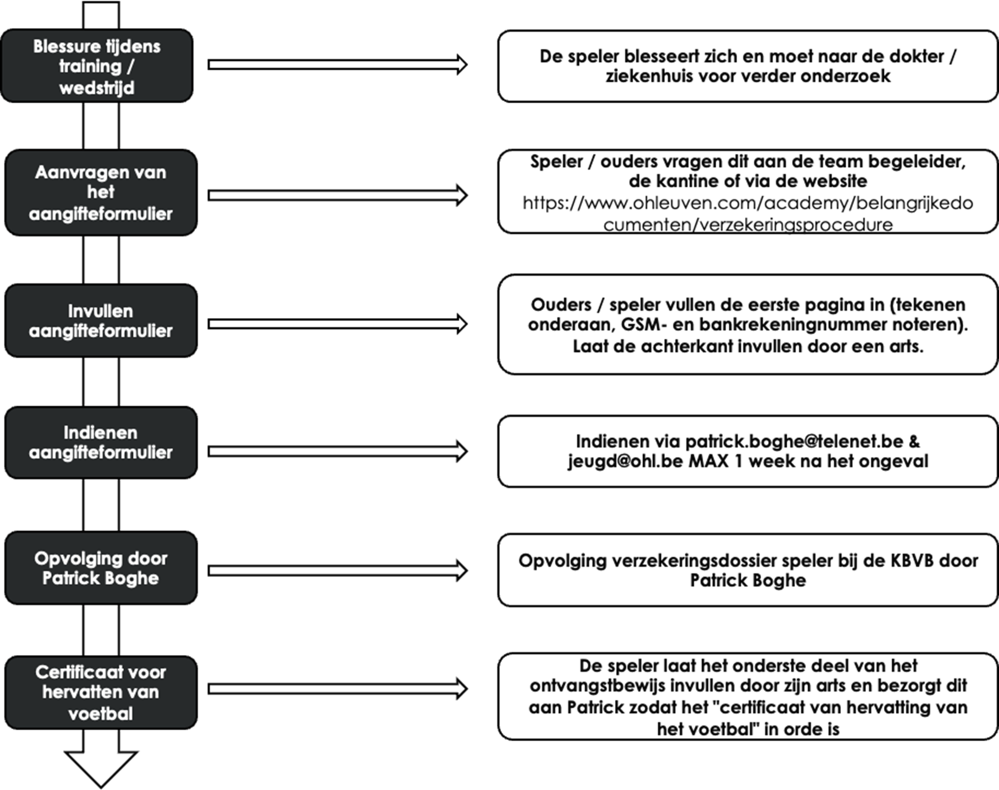 Blessure tijdens
training /
wedstrijd
De speler blesseert zich en moet naar de dokter /
ziekenhuis voor verder onderzoek
Aanvragen van
het
aangifteformulier
Speler / ouders vragen dit aan de team begeleider,
de kantine of via de website
https://www.ohleuven.com/academy/belangrijkedo
cumenten/verzekeringsprocedure
Invullen
aangifteformulier
Ouders / speler vullen de eerste pagina in (tekenen
onderaan, GSM- en bankrekeningnummer noteren).
Laat de achterkant invullen door een arts.
Indienen
aangifteformulier
Indienen via patrick.boghe@telenet.be &
jeugd@ohl.be MAX 1 week na het ongeval
Opvolging door
Patrick Boghe
Opvolging verzekeringsdossier speler bij de KBVB door
Patrick Boghe
Certificaat voor
hervatten van
voetbal
De speler laat het onderste deel van het
ontvangstbewijs invullen door zijn arts en bezorgt dit
aan Patrick zodat het "certificaat van hervatting van
het voetbal" in orde is